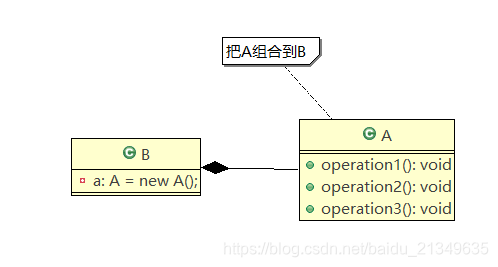 把A组合到B
B
a: A = new A();
A
operation1(): void
operation2(): void
operation3(): void
https://blog.csdn.net/baidu_21349635